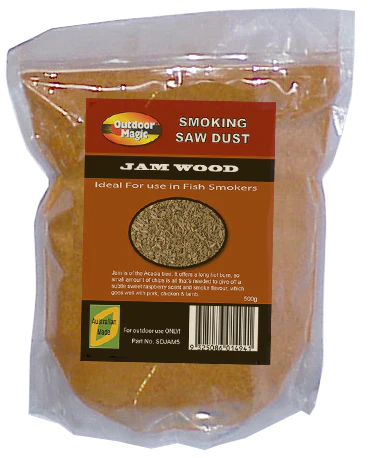 Outdoor
Magic
SMOKING
SAW DUST
JAM WOOD
Ideal For use in Fish Smokers
Jam is of the Acacia tree. It offers a long hot burn, so
small amount of chips is all that's needed to give off a
subtle sweet raspberry scent and smoke flavour, which
goes well with pork, chicken & lamb.
500g
Australian
Made
For outdoor use ONLY!
Part No. SDJAM5